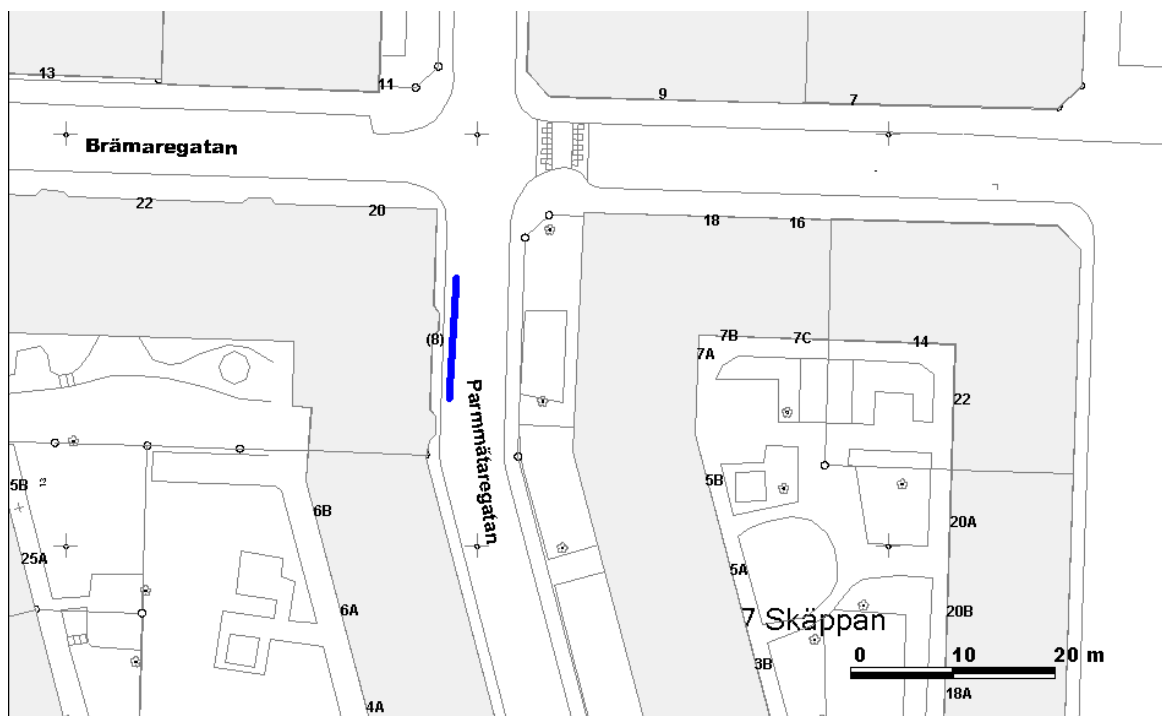 13
11
9
7
Brämaregatan
22
20
18
16
(8)
7B
7C
14
7A
Parmmätaregatan
22
5B
5B
6B
20A
25A
5A
6A
20B
7 Skäppan
3B
0 10 20 m
18A
4A